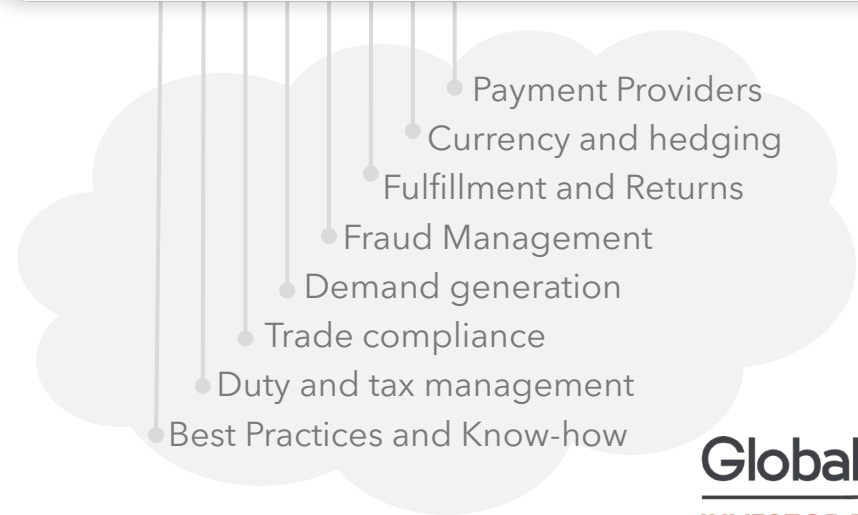 Payment Providers
Currency and hedging
Fulfillment and Returns
Fraud Management
Demand generation
Trade compliance
Duty and tax management
Best Practices and Know-how
Global